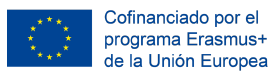 Cofinanciado por el
programa Erasmus+
de la Unión Europea